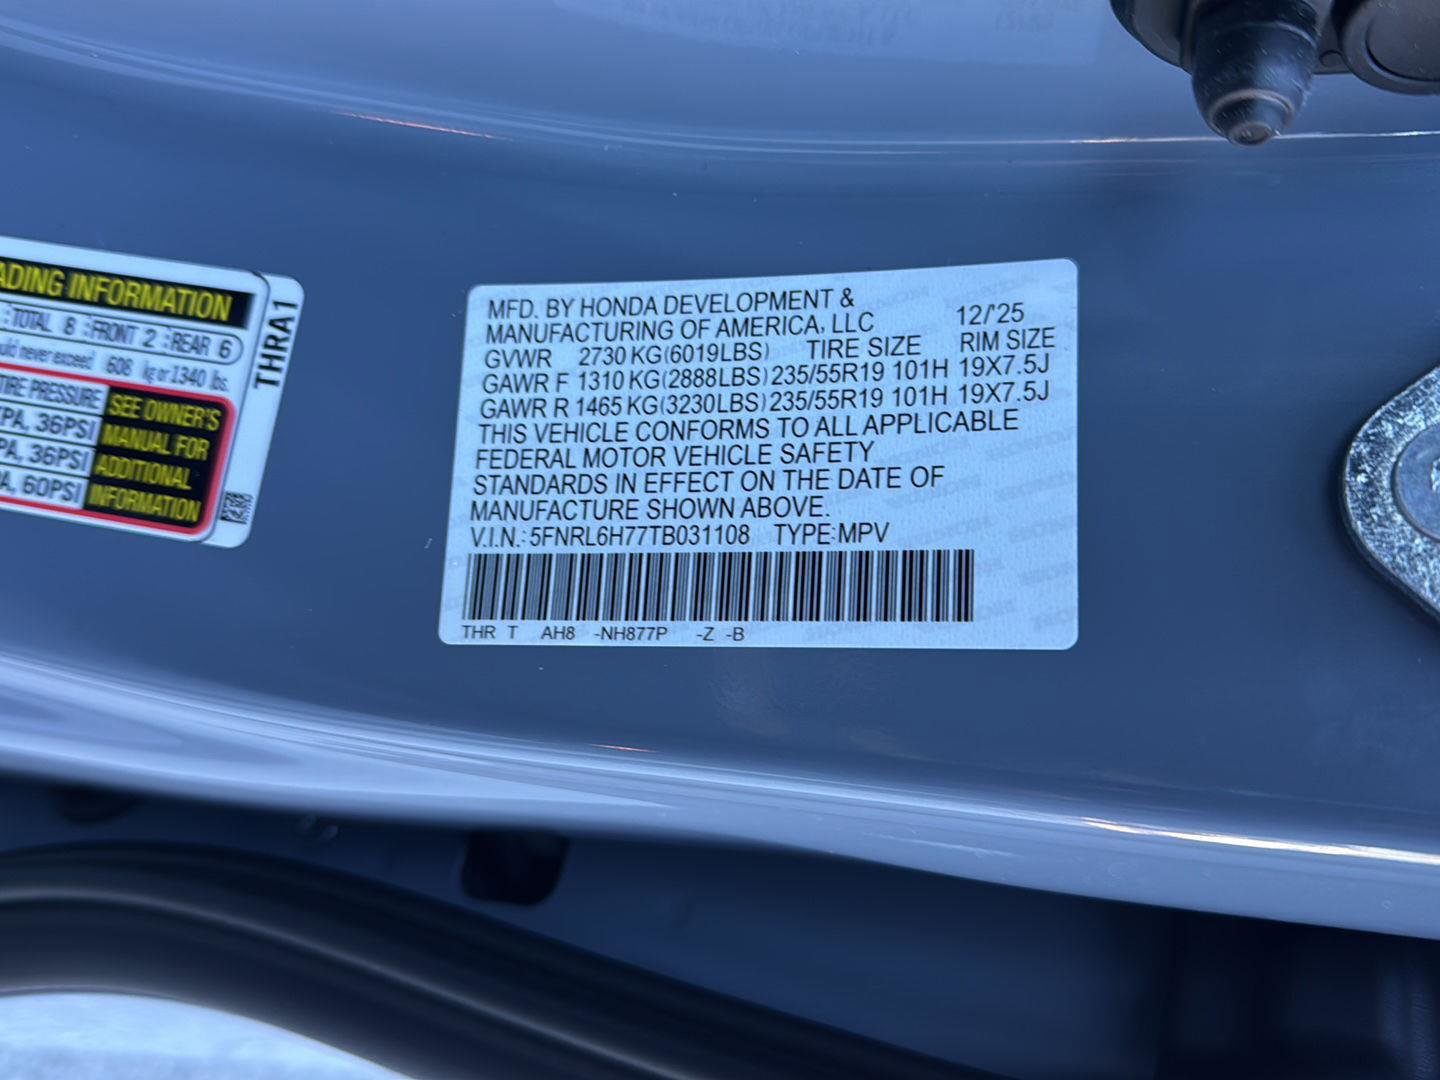 ADING INFORMATION
TOTAL 8 FRONT 2 REAR 6
uld never exceed 608 kg or 1340 lbs.
TIRE PRESSURE
SEE OWNER'S
MANUAL FOR
ADDITIONAL
INFORMATION
PA, 36PSI
PA, 36PSI
A, 60PSI
THRA1
MFD. BY HONDA DEVELOPMENT &
MANUFACTURING OF AMERICA, LLC 12/'25
GVWR 2730 KG(6019LBS) TIRE SIZE RIM SIZE
GAWR F 1310 KG(2888LBS) 235/55R19 101H 19X7.5J
GAWR R 1465 KG(3230LBS) 235/55R19 101H 19X7.5J
THIS VEHICLE CONFORMS TO ALL APPLICABLE
FEDERAL MOTOR VEHICLE SAFETY
STANDARDS IN EFFECT ON THE DATE OF
MANUFACTURE SHOWN ABOVE.
V.I.N.: 5FNRL6H77TB031108 TYPE:MPV
THR T AH8 -NH877P -Z -B